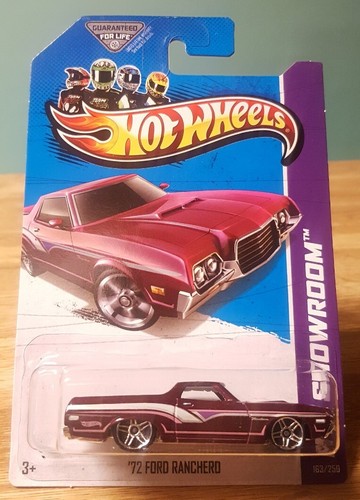 GUARANTEED
FOR LIFE
HOT WHEELS
SHOWROOM™
3+
'72 FORD RANCHERO
163/250